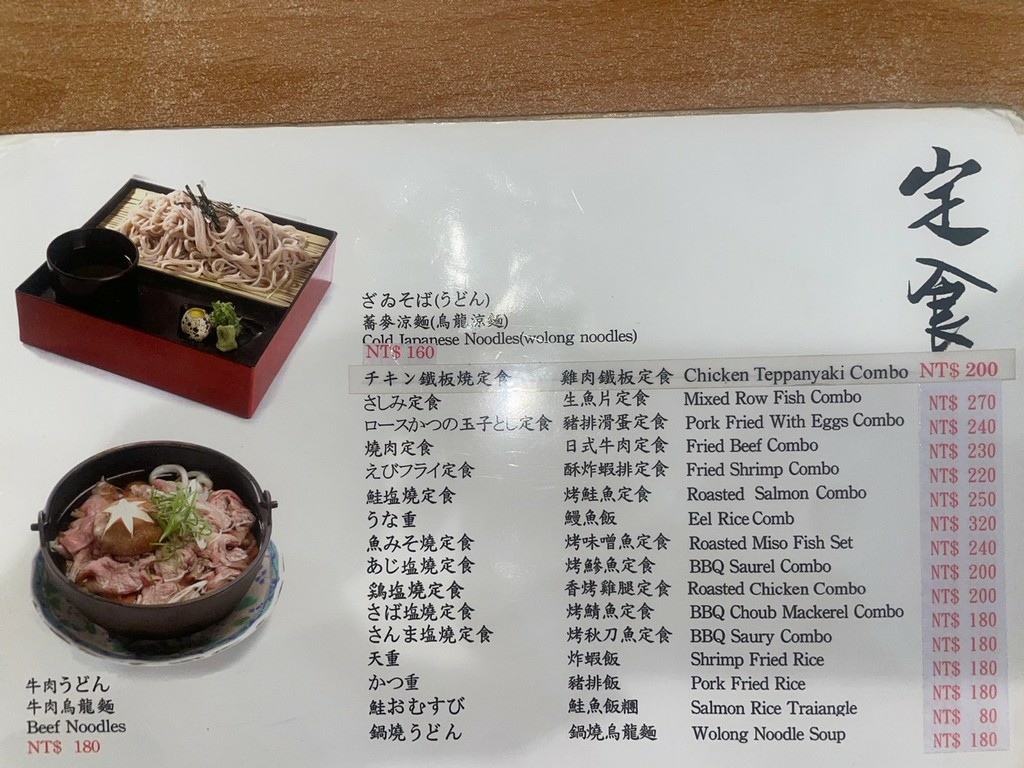 定食
ざゐそば(うどん)
蕎麥涼麵(烏龍涼麵)
Cold Japanese Noodles(wolong noodles)
NT$ 160
チキン鐵板焼定食 雞肉鐵板定食 Chicken Teppanyaki Combo NT$ 200
さしみ定食 生魚片定食 Mixed Row Fish Combo NT$ 270
ロースかつの玉子とし定食 豬排滑蛋定食 Pork Fried With Eggs Combo NT$ 240
燒肉定食 日式牛肉定食 Fried Beef Combo NT$ 230
えびフライ定食 酥炸蝦排定食 Fried Shrimp Combo NT$ 220
鮭塩燒定食 烤鮭魚定食 Roasted Salmon Combo NT$ 250
うな重 鰻魚飯 Eel Rice Comb NT$ 320
魚みそ燒定食 烤味噌魚定食 Roasted Miso Fish Set NT$ 240
あじ塩燒定食 烤鰺魚定食 BBQ Saurel Combo NT$ 200
鶏塩燒定食 香烤雞腿定食 Roasted Chicken Combo NT$ 200
さば塩燒定食 烤鯖魚定食 BBQ Choub Mackerel Combo NT$ 180
さんま塩燒定食 烤秋刀魚定食 BBQ Saury Combo NT$ 180
天重 炸蝦飯 Shrimp Fried Rice NT$ 180
かつ重 豬排飯 Pork Fried Rice NT$ 180
鮭おむすび 鮭魚飯糰 Salmon Rice Traiangle NT$ 80
鍋燒うどん 鍋燒烏龍麵 Wolong Noodle Soup NT$ 180
牛肉うどん
牛肉烏龍麵
Beef Noodles
NT$ 180